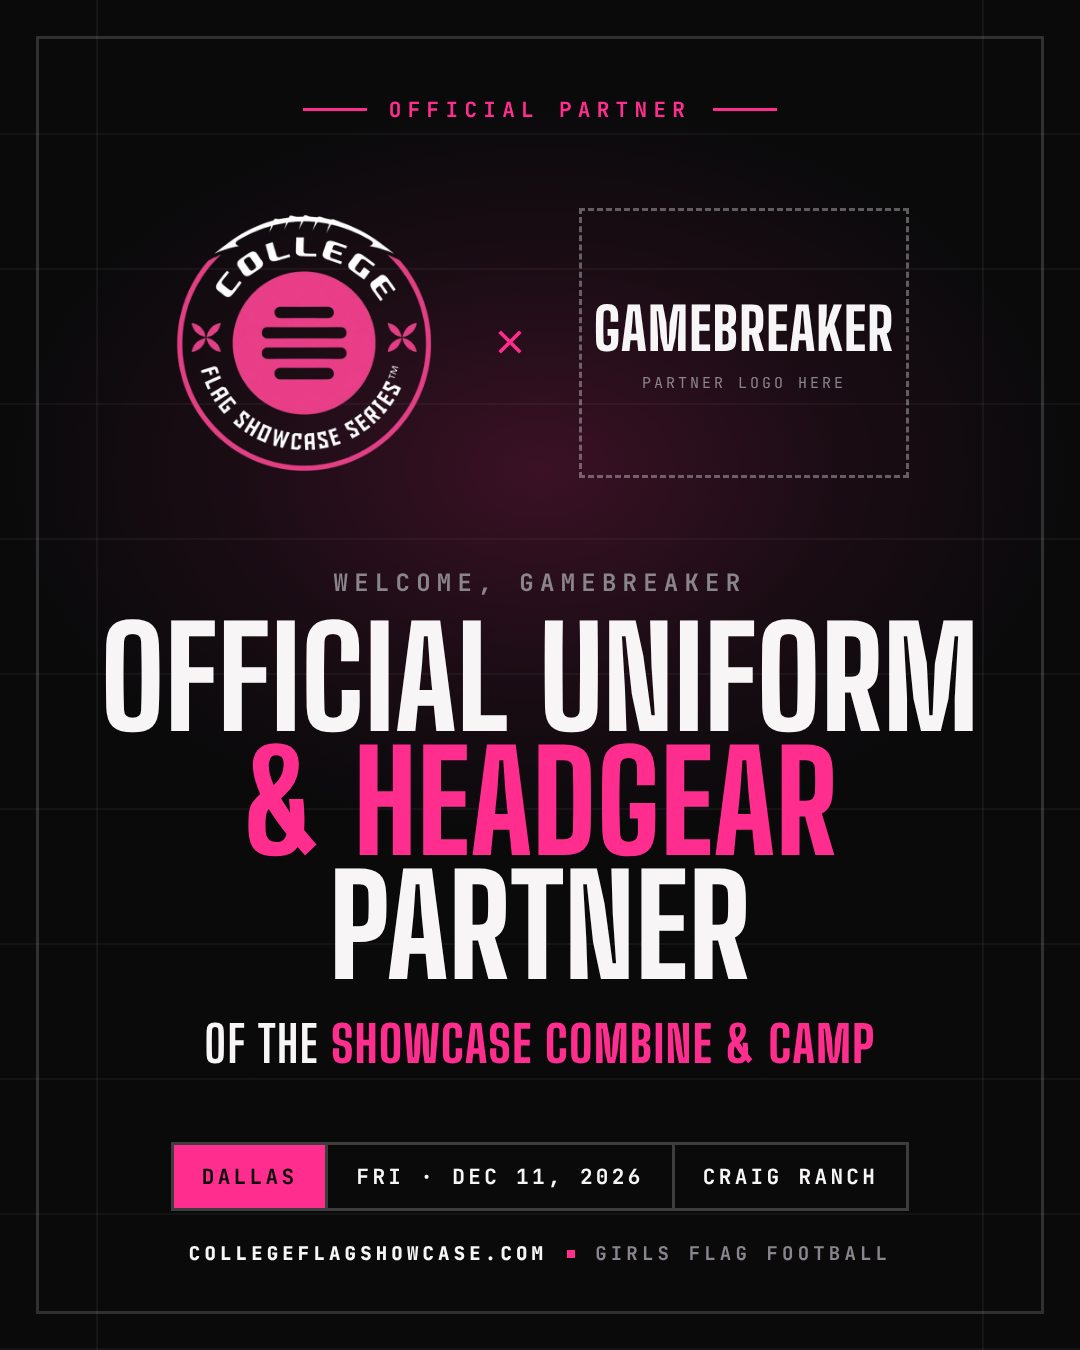 OFFICIAL PARTNER
COLLEGE
FLAG SHOWCASE SERIES™
×
GAMEBREAKER
PARTNER LOGO HERE
WELCOME, GAMEBREAKER
OFFICIAL UNIFORM
& HEADGEAR
PARTNER
OF THE SHOWCASE COMBINE & CAMP
DALLAS FRI · DEC 11, 2026 CRAIG RANCH
COLLEGEFLAGSHOWCASE.COM ■ GIRLS FLAG FOOTBALL